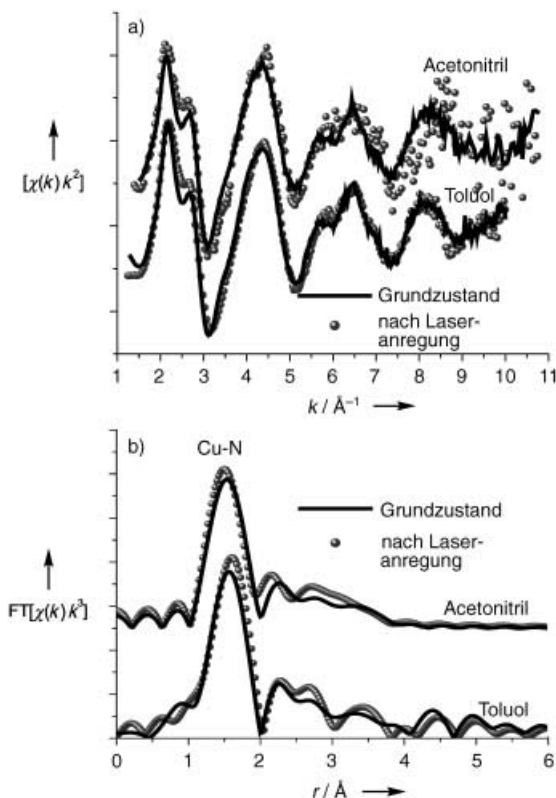 a)
Acetonitril
[χ(k) k²]
Toluol
Grundzustand
nach Laser-
anregung
1 2 3 4 5 6 7 8 9 10 11
k / Å⁻¹
b)
Cu-N
Grundzustand
nach Laser-
anregung
FT[χ(k) k³]
Acetonitril
Toluol
0 1 2 3 4 5 6
r / Å